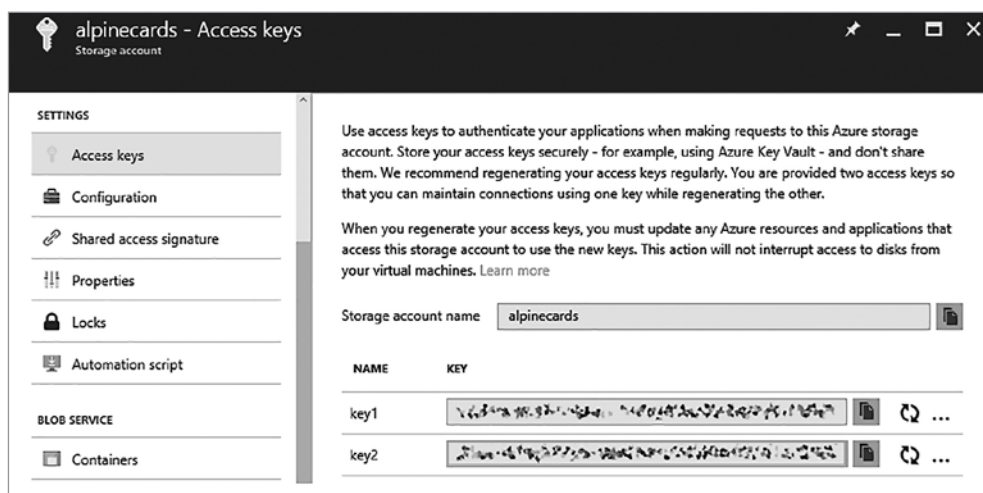 alpinecards - Access keys
Storage account
SETTINGS
Access keys
Configuration
Shared access signature
Properties
Locks
Automation script
BLOB SERVICE
Containers
Use access keys to authenticate your applications when making requests to this Azure storage
account. Store your access keys securely - for example, using Azure Key Vault - and don't share
them. We recommend regenerating your access keys regularly. You are provided two access keys so
that you can maintain connections using one key while regenerating the other.
When you regenerate your access keys, you must update any Azure resources and applications that
access this storage account to use the new keys. This action will not interrupt access to disks from
your virtual machines. Learn more
Storage account name alpinecards
NAME KEY
key1
key2